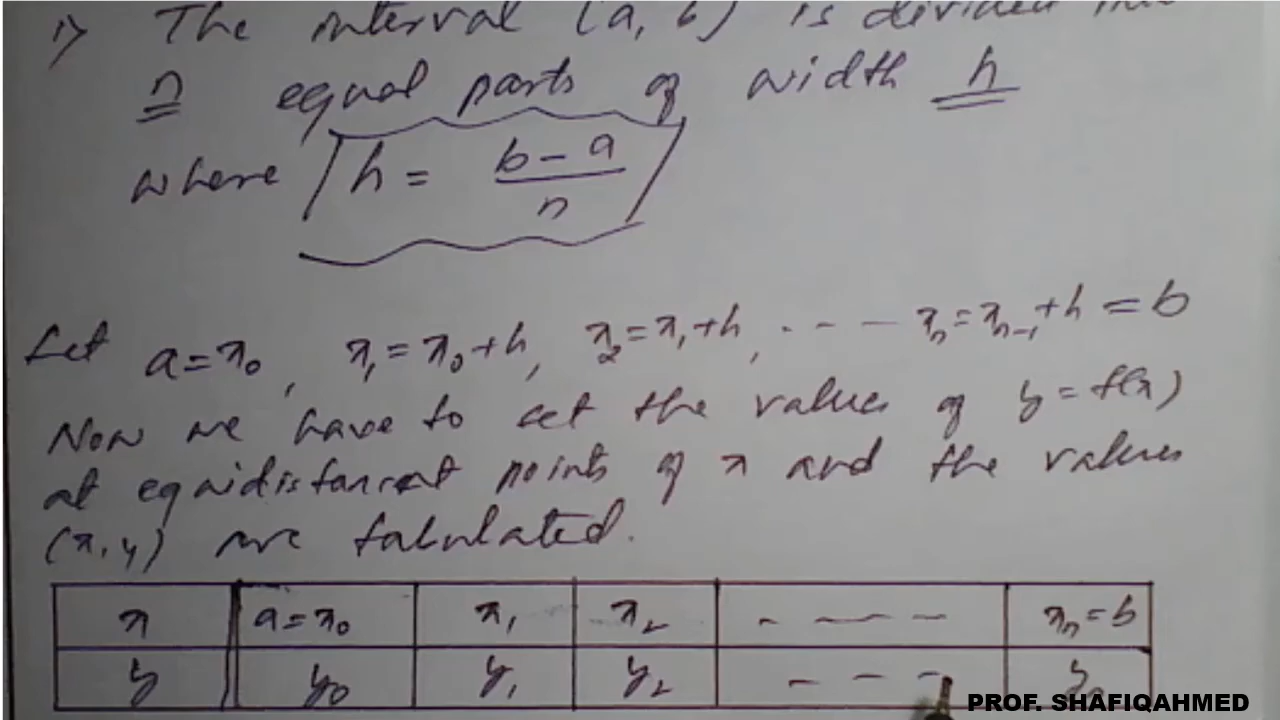 1) The interval (a, b) is divided into
n equal parts of width h
where h = b-a/n
Let a=x₀, x₁=x₀+h, x₂=x₁+h, ---- xₙ=xₙ₋₁+h = b
Now we have to set the values of y=f(x)
at equidistant points of x and the values
(x, y) are tabulated.
x a=x₀ x₁ x₂ - --- xₙ=b
y y₀ y₁ y₂ - - - yₙ
PROF. SHAFIQAHMED